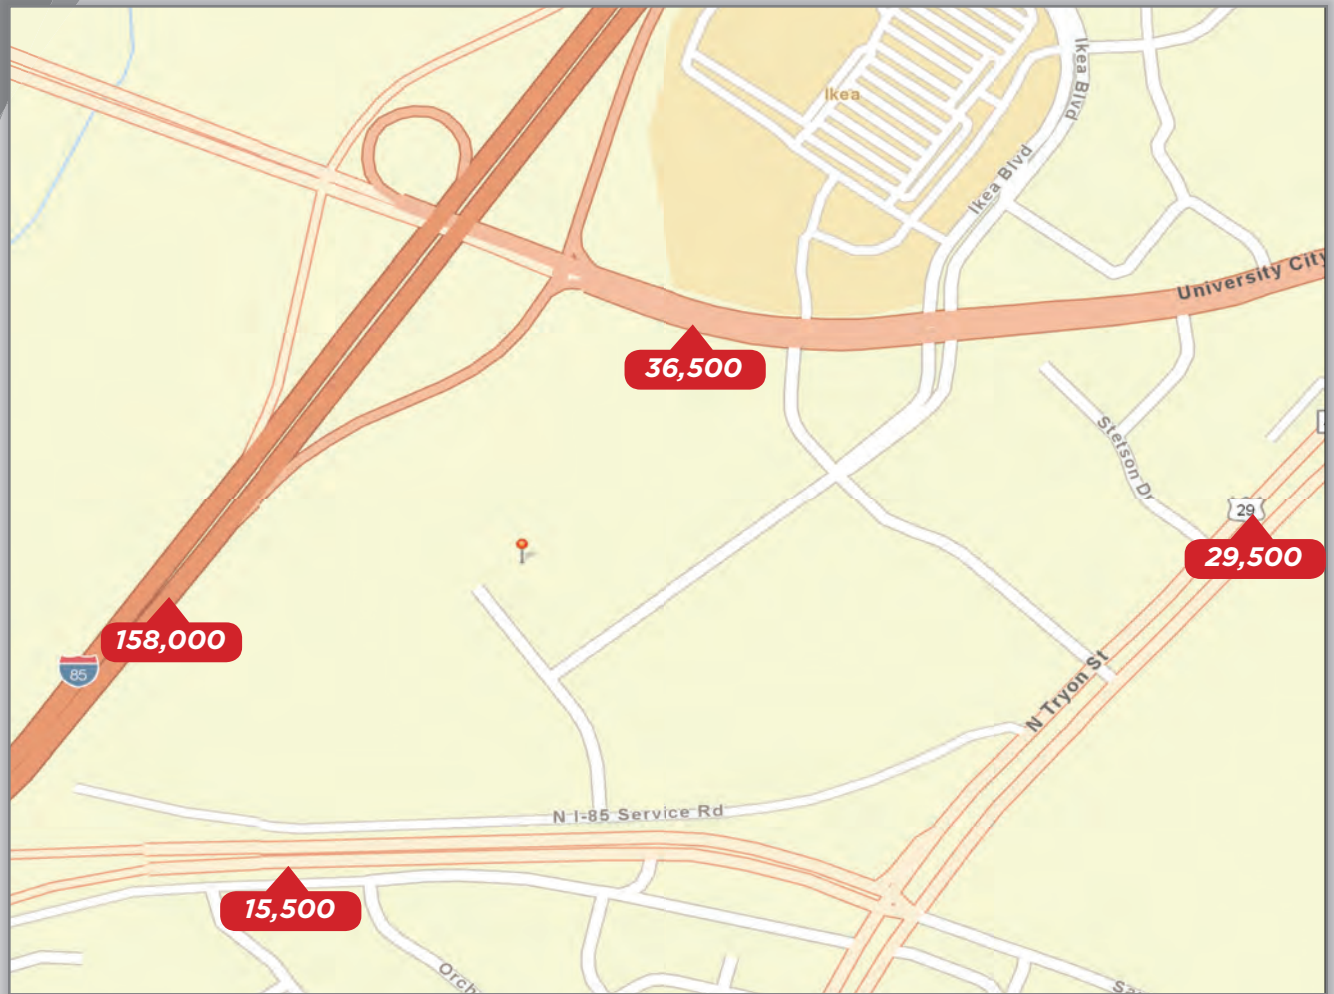 Ikea Blvd
Ikea
Ikea Blvd
University City
36,500
Stetson Dr
29
29,500
158,000
85
N Tryon St
N I-85 Service Rd
15,500
Orch